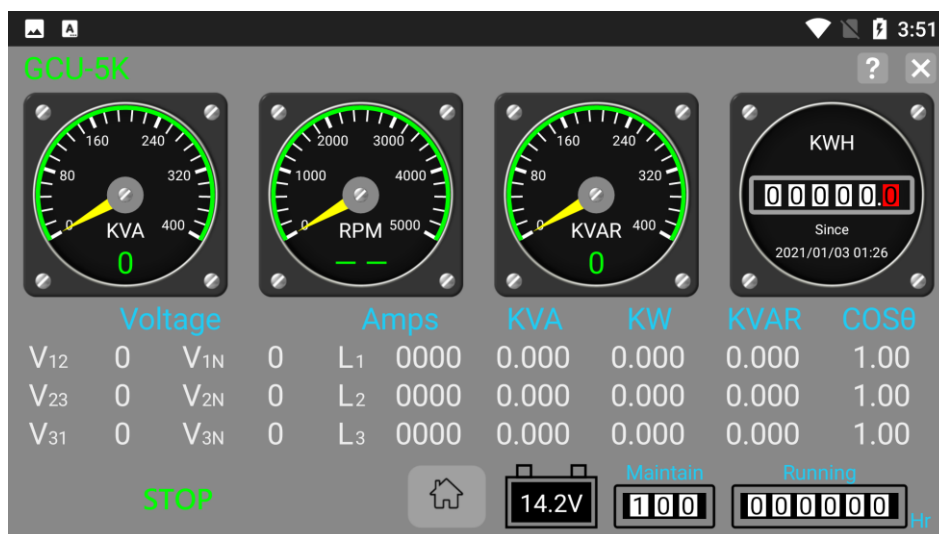 A 3:51
GCU-5K ?
160 240
80 320
0 400
KVA
0
2000 3000
1000 4000
0 5000
RPM
– –
160 240
80 320
0 400
KVAR
0
KWH
00000.0
Since
2021/01/03 01:26
Voltage Amps KVA KW KVAR COSθ
V12 0 V1N 0 L1 0000 0.000 0.000 0.000 1.00
V23 0 V2N 0 L2 0000 0.000 0.000 0.000 1.00
V31 0 V3N 0 L3 0000 0.000 0.000 0.000 1.00
Maintain Running
STOP 14.2V 100 000000 Hr